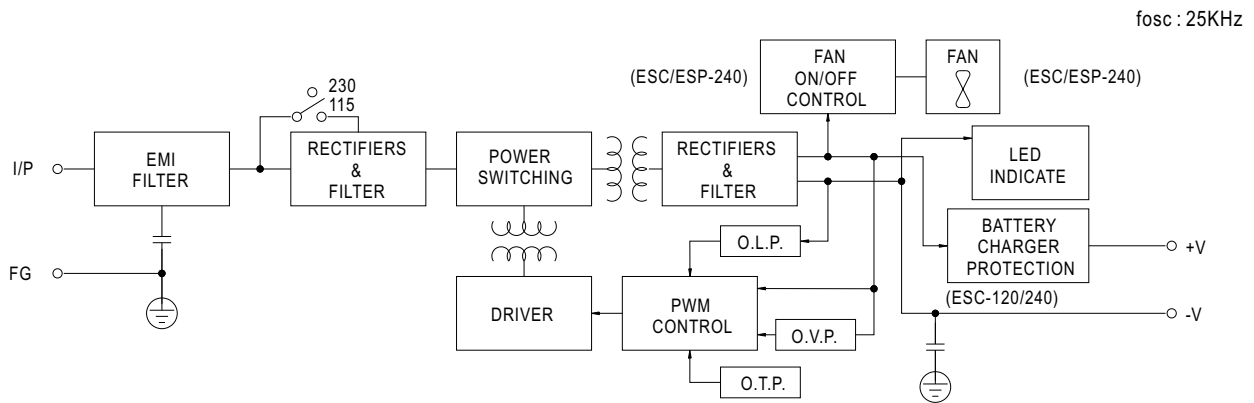 fosc : 25KHz
(ESC/ESP-240)
FAN
ON/OFF
CONTROL
FAN
(ESC/ESP-240)
230
115
I/P
EMI
FILTER
RECTIFIERS
&
FILTER
POWER
SWITCHING
RECTIFIERS
&
FILTER
LED
INDICATE
O.L.P.
BATTERY
CHARGER
PROTECTION
+V
FG
(ESC-120/240)
DRIVER
PWM
CONTROL
-V
O.V.P.
O.T.P.